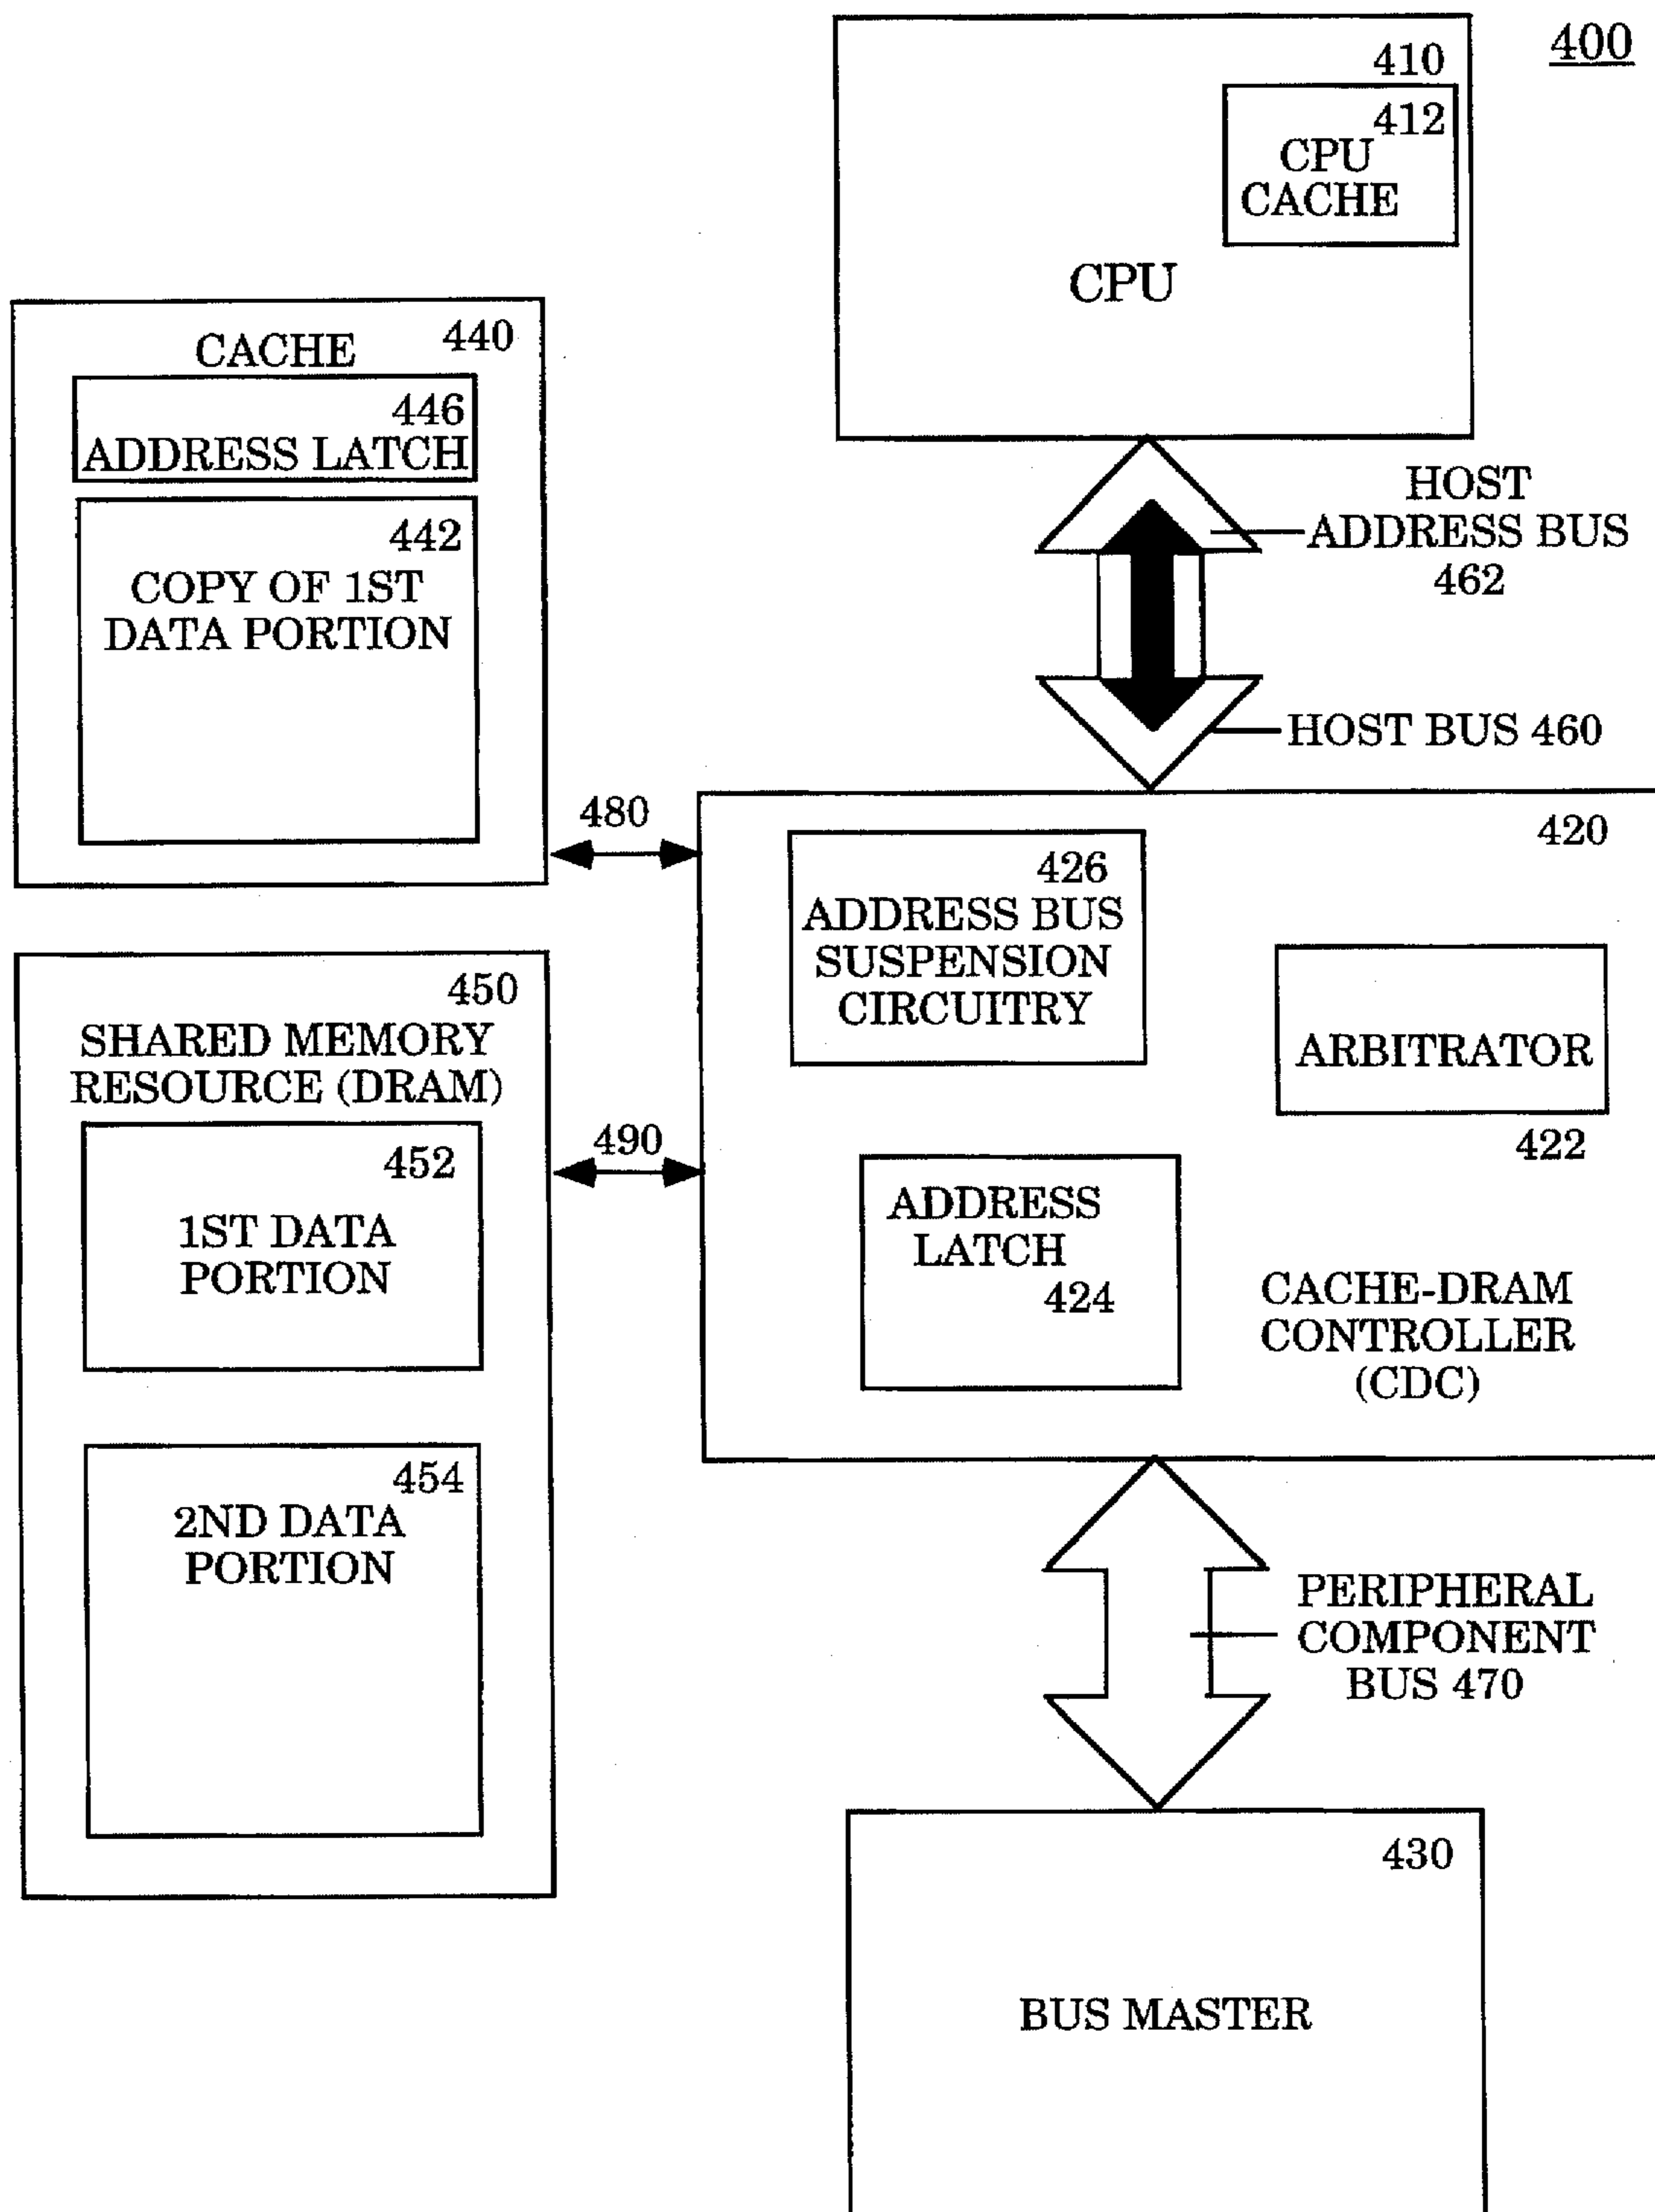 400
410
412
CPU
CACHE
CPU
CACHE 440
446
ADDRESS LATCH
442
COPY OF 1ST
DATA PORTION
HOST
ADDRESS BUS
462
HOST BUS 460
480
420
426
ADDRESS BUS
SUSPENSION
CIRCUITRY
ARBITRATOR
422
450
SHARED MEMORY
RESOURCE (DRAM)
452
1ST DATA
PORTION
490
ADDRESS
LATCH
424
CACHE-DRAM
CONTROLLER
(CDC)
454
2ND DATA
PORTION
PERIPHERAL
COMPONENT
BUS 470
430
BUS MASTER